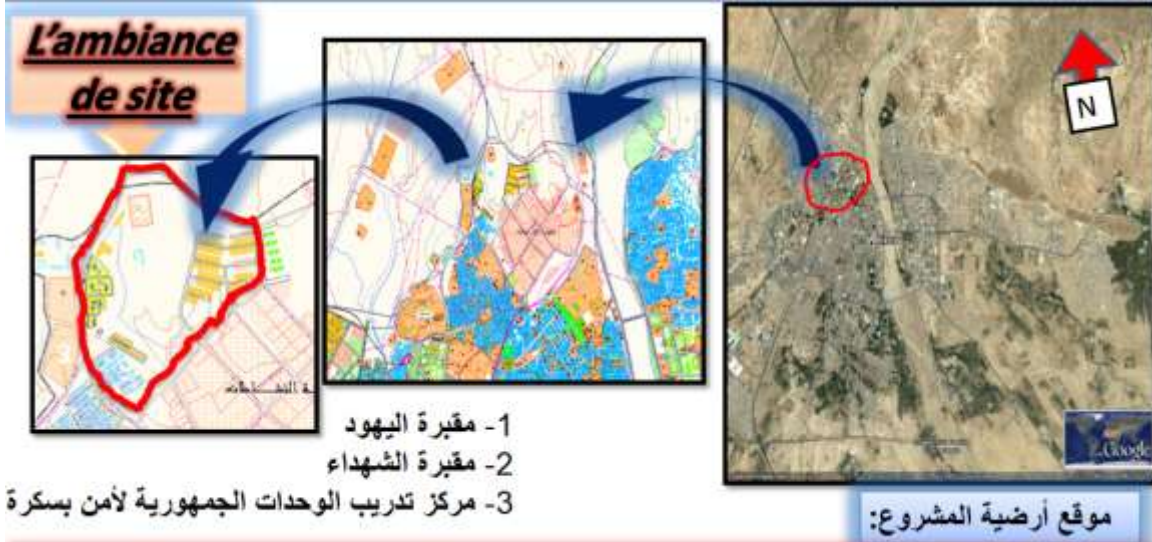 L'ambiance
de site
N
1- مقبرة اليهود
2- مقبرة الشهداء
3- مركز تدريب الوحدات الجمهورية لأمن بسكرة
Google
موقع أرضية المشروع: